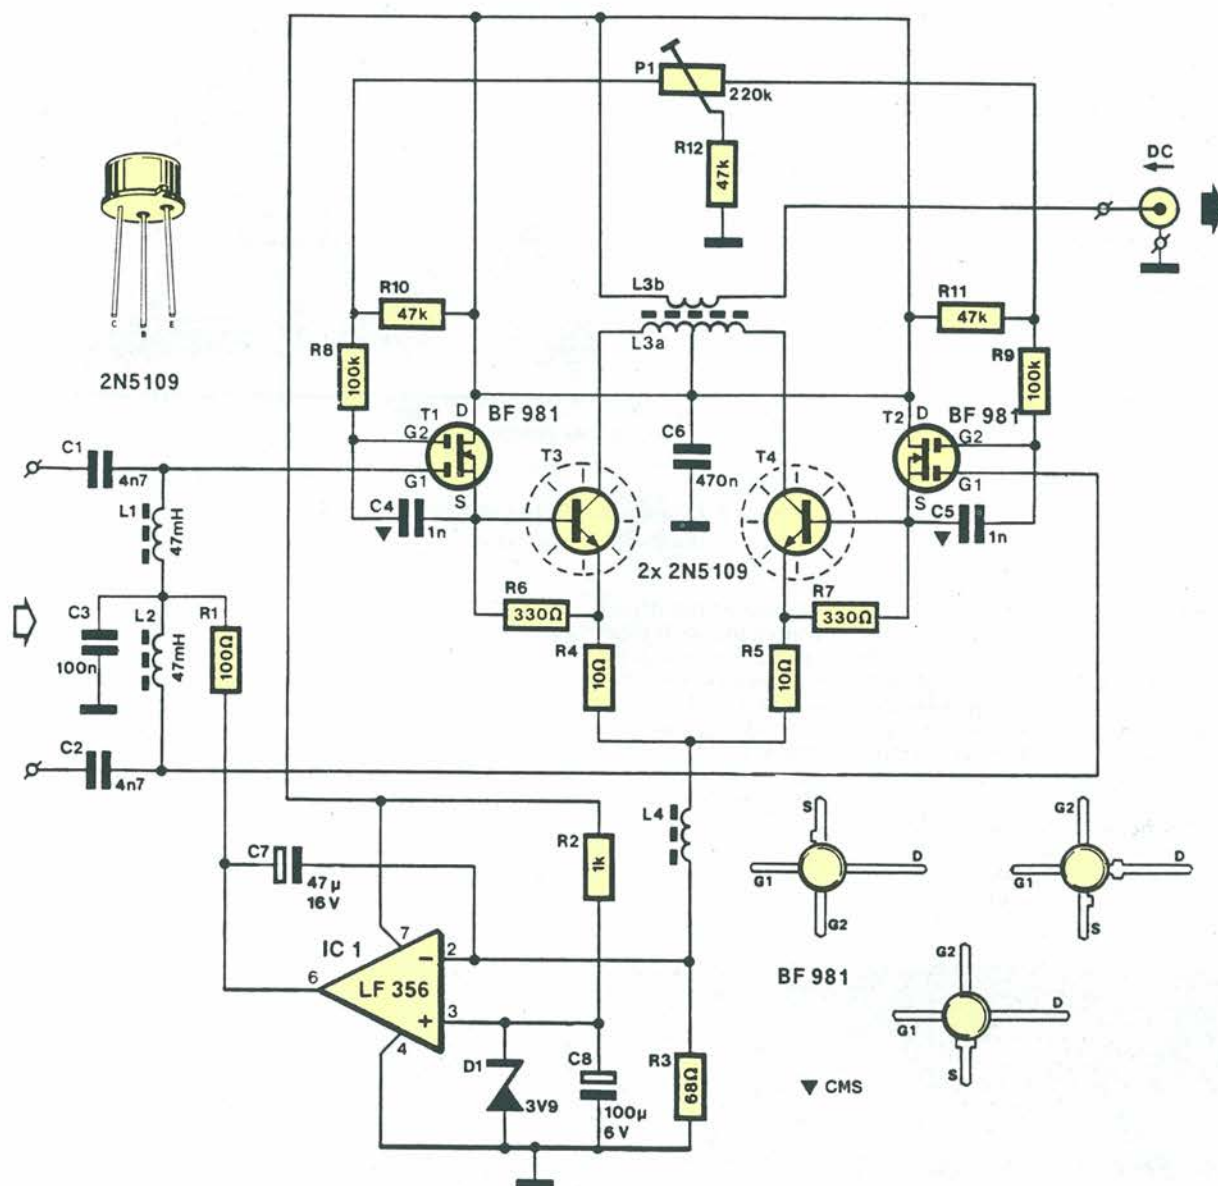 P1
220k
R12
47k
DC
C
B
E
2N5109
R10
47k
L3b
L3a
R11
47k
R8
100k
R9
100k
T1
D
BF 981
G2
G1
S
C6
470n
T2
D
BF 981
G2
G1
S
C1
4n7
T3
T4
C4
1n
C5
1n
L1
47mH
2x 2N5109
R6
330Ω
R7
330Ω
C3
100n
L2
47mH
R1
100Ω
R4
10Ω
R5
10Ω
C2
4n7
C7
47µ
16V
R2
1k
L4
S
G1
D
G2
G2
G1
D
S
IC 1
7
2
−
6
LF 356
3
+
4
BF 981
G2
G1
D
S
D1
3V9
C8
100µ
6V
R3
68Ω
CMS